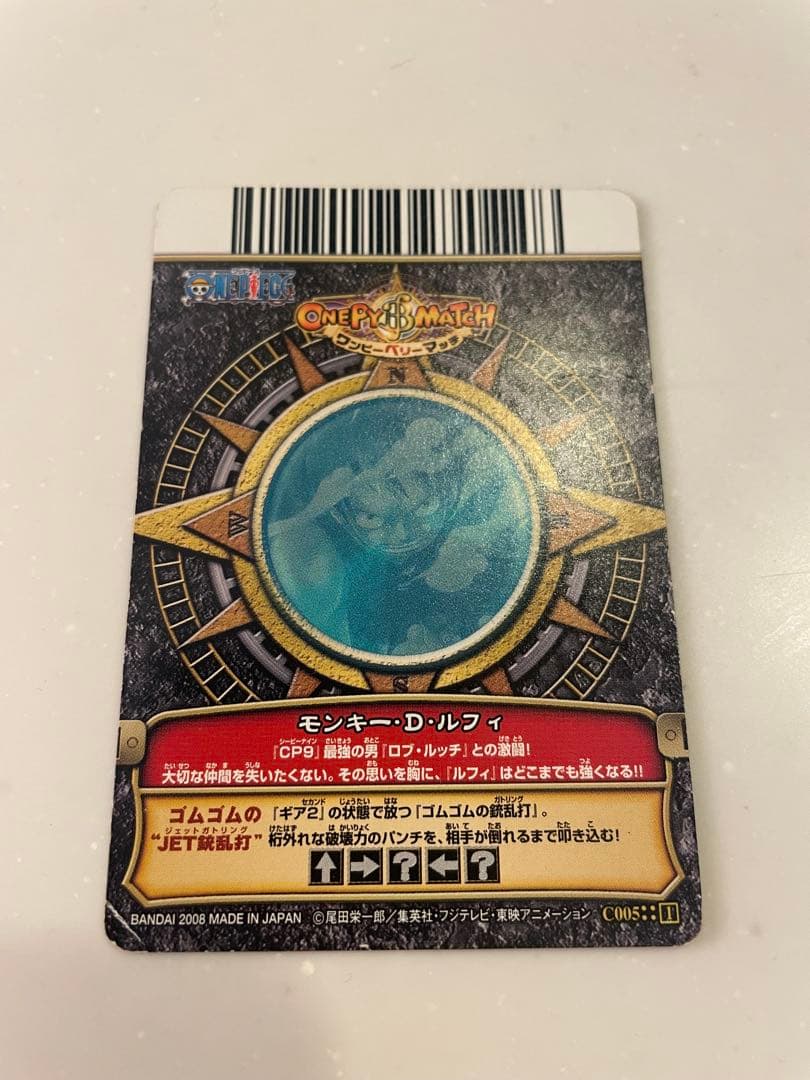 ONE PIECE
ONEPY MATCH
ワンピーベリーマッチ
N
W
モンキー・D・ルフィ
『CP9』最強の男『ロブ・ルッチ』との激闘!
大切な仲間を失いたくない。その思いを胸に、『ルフィ』はどこまでも強くなる!!
ゴムゴムの
"JET銃乱打"
『ギア2』の状態で放つ『ゴムゴムの銃乱打』。
桁外れな破壊力のパンチを、相手が倒れるまで叩き込む!
↑→?←?
BANDAI 2008 MADE IN JAPAN ©尾田栄一郎/集英社・フジテレビ・東映アニメーション C005 1